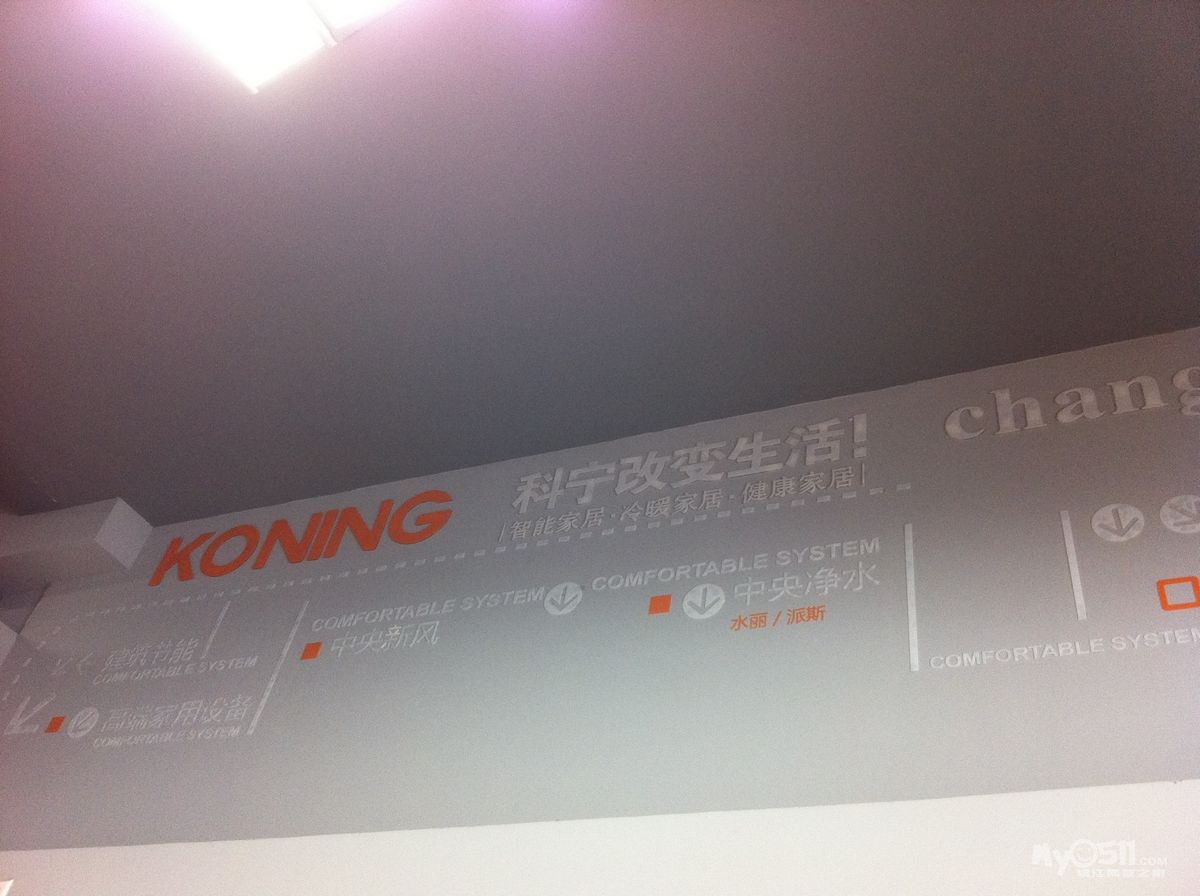 KONING
科宁改变生活!
|智能家居·冷暖家居·健康家居|
chang
建筑节能
COMFORTABLE SYSTEM
高端家用设备
COMFORTABLE SYSTEM
COMFORTABLE SYSTEM
中央新风
COMFORTABLE SYSTEM
中央净水
水丽 / 派斯
COMFORTABLE SYSTEM
My0511.COM